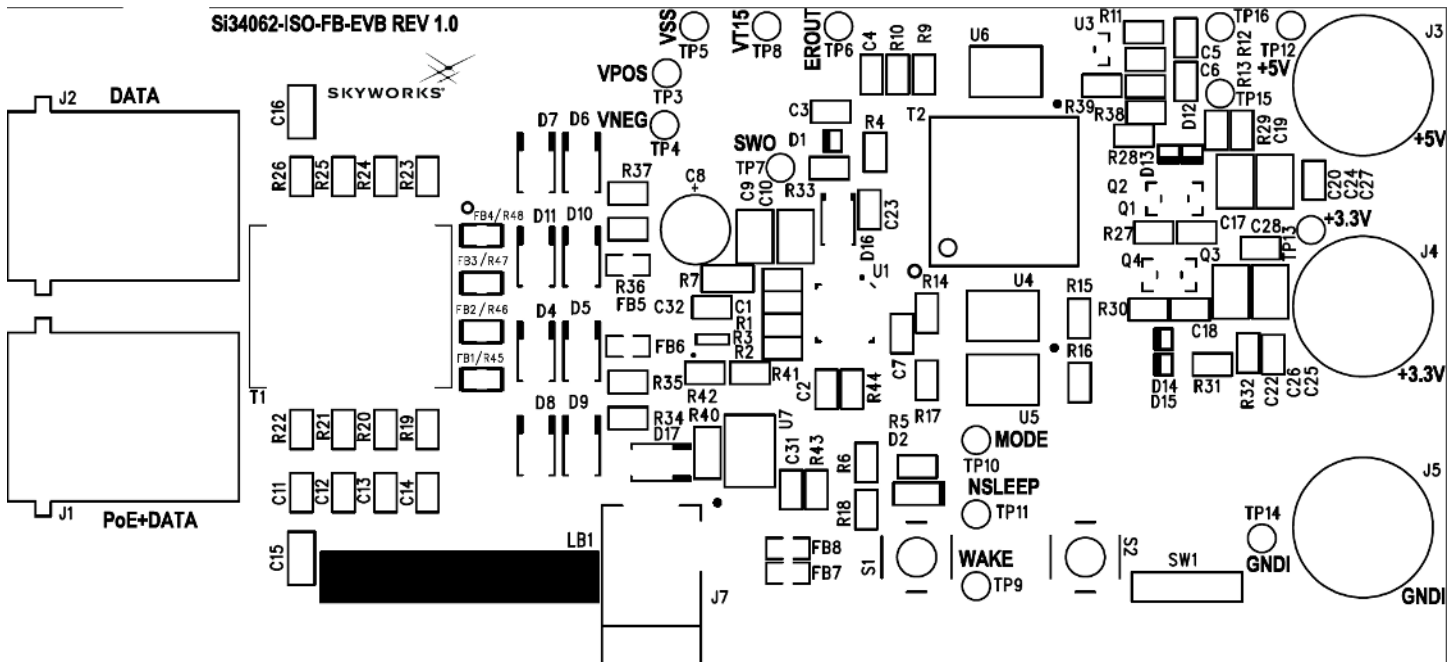 Si34062-ISO-FB-EVB REV 1.0
SKYWORKS
J2
DATA
C16
VPOS
TP3
VNEG
TP4
VSS
TP5
VT15
TP8
EROUT
TP6
C4
R10
R9
U6
U3
R11
C5
C6
TP16
R12
R13
TP12
+5V
TP15
J3
+5V
C3
D1
R4
T2
R39
R38
R28
D12
D13
R29
C19
SWO
TP7
R26
R25
R24
R23
D7
D6
R37
C8
+
C9
C10
R33
C23
D16
Q2
Q1
C20
C24
C27
FB4/R48
FB3/R47
FB2/R46
FB1/R45
D11
D10
R36
FB5
R7
C32
C1
R1
R3
R2
U1
R14
U4
R15
R27
C17
C28
+3.3V
TP13
Q4
Q3
R30
C18
J4
+3.3V
D4
D5
FB6
R35
R42
R41
C2
R44
C7
R17
U5
R16
D14
D15
R31
R32
C22
C26
C25
T1
R22
R21
R20
R19
D8
D9
R34
D17
R40
U7
C31
R43
R5
D2
R6
R18
MODE
TP10
NSLEEP
TP11
C11
C12
C13
C14
J1
PoE+DATA
C15
LB1
J7
FB8
FB7
S1
WAKE
TP9
S2
SW1
TP14
GNDI
J5
GNDI